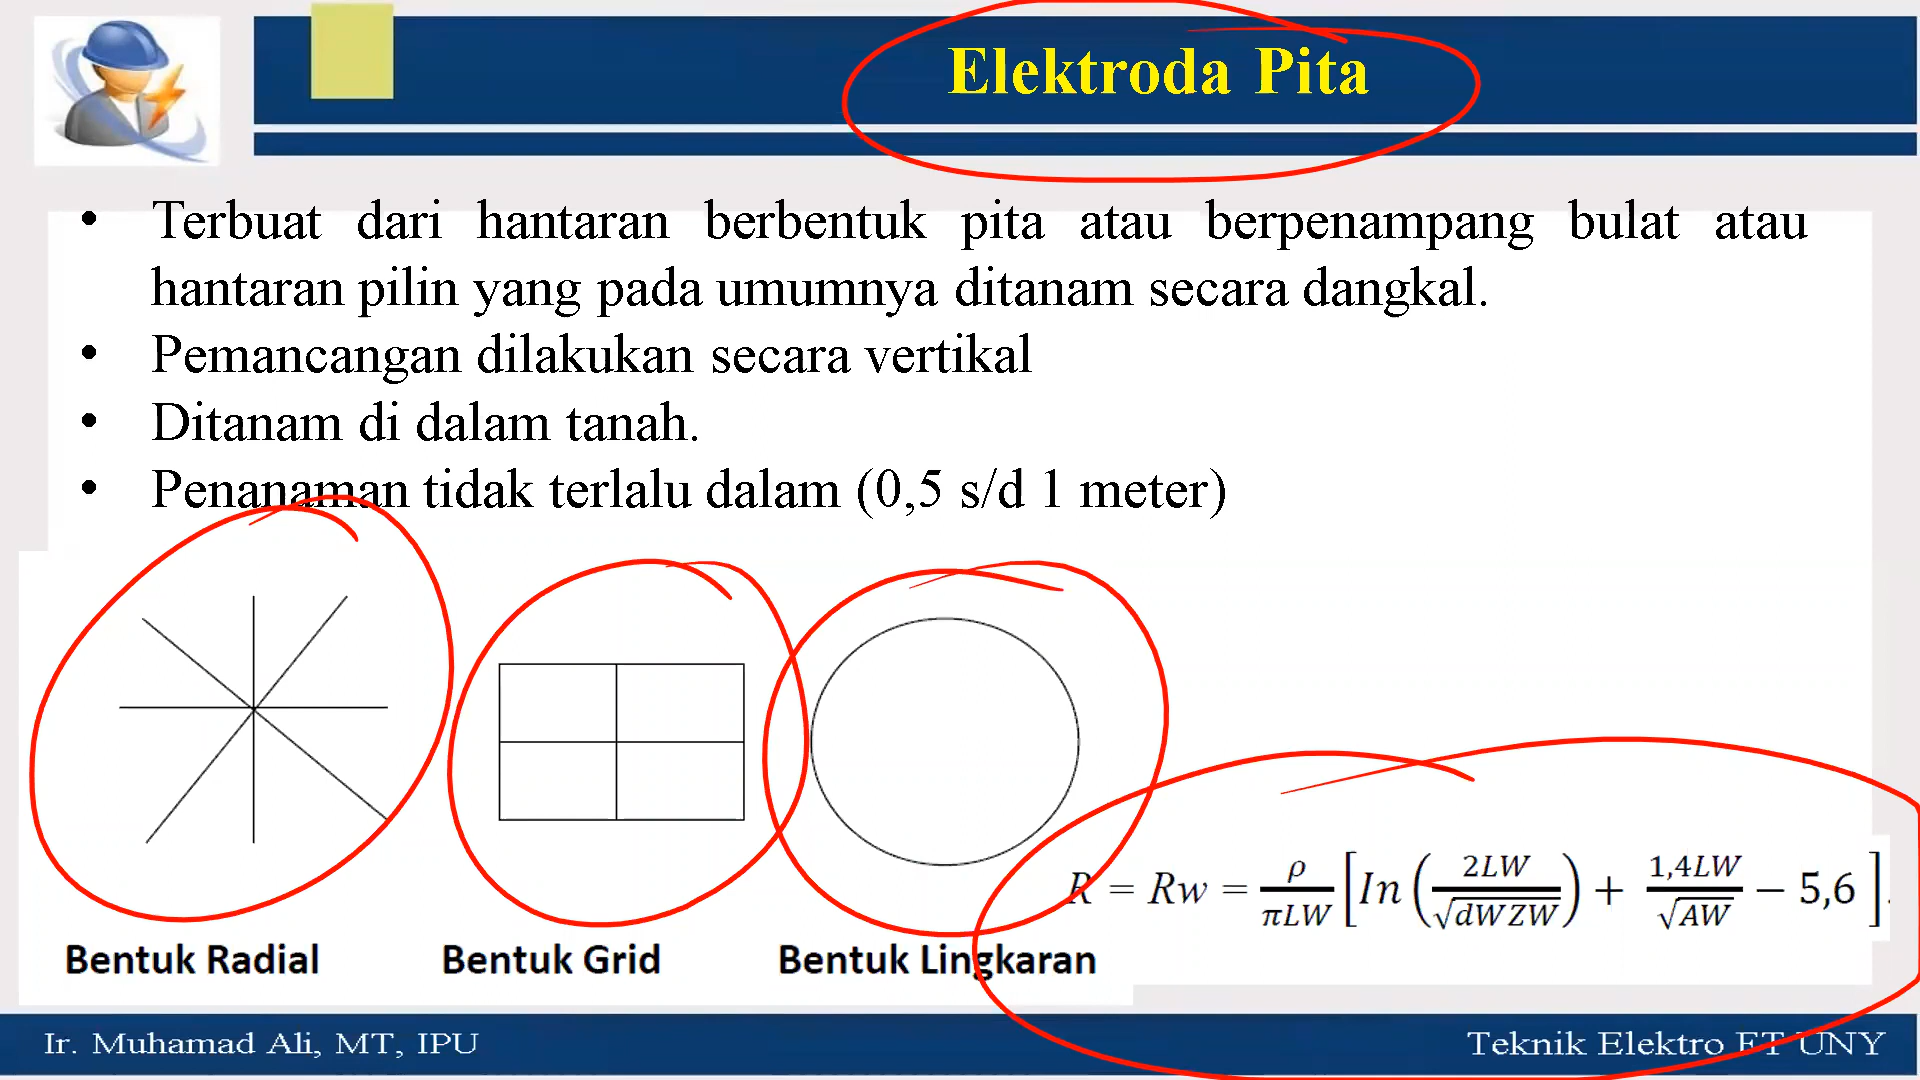 Elektroda Pita
• Terbuat dari hantaran berbentuk pita atau berpenampang bulat atau
hantaran pilin yang pada umumnya ditanam secara dangkal.
• Pemancangan dilakukan secara vertikal
• Ditanam di dalam tanah.
• Penanaman tidak terlalu dalam (0,5 s/d 1 meter)
R = Rw = ρ/πLW [In (2LW/√dWZW) + 1,4LW/√AW − 5,6].
Bentuk Radial
Bentuk Grid
Bentuk Lingkaran
Ir. Muhamad Ali, MT, IPU
Teknik Elektro FT UNY